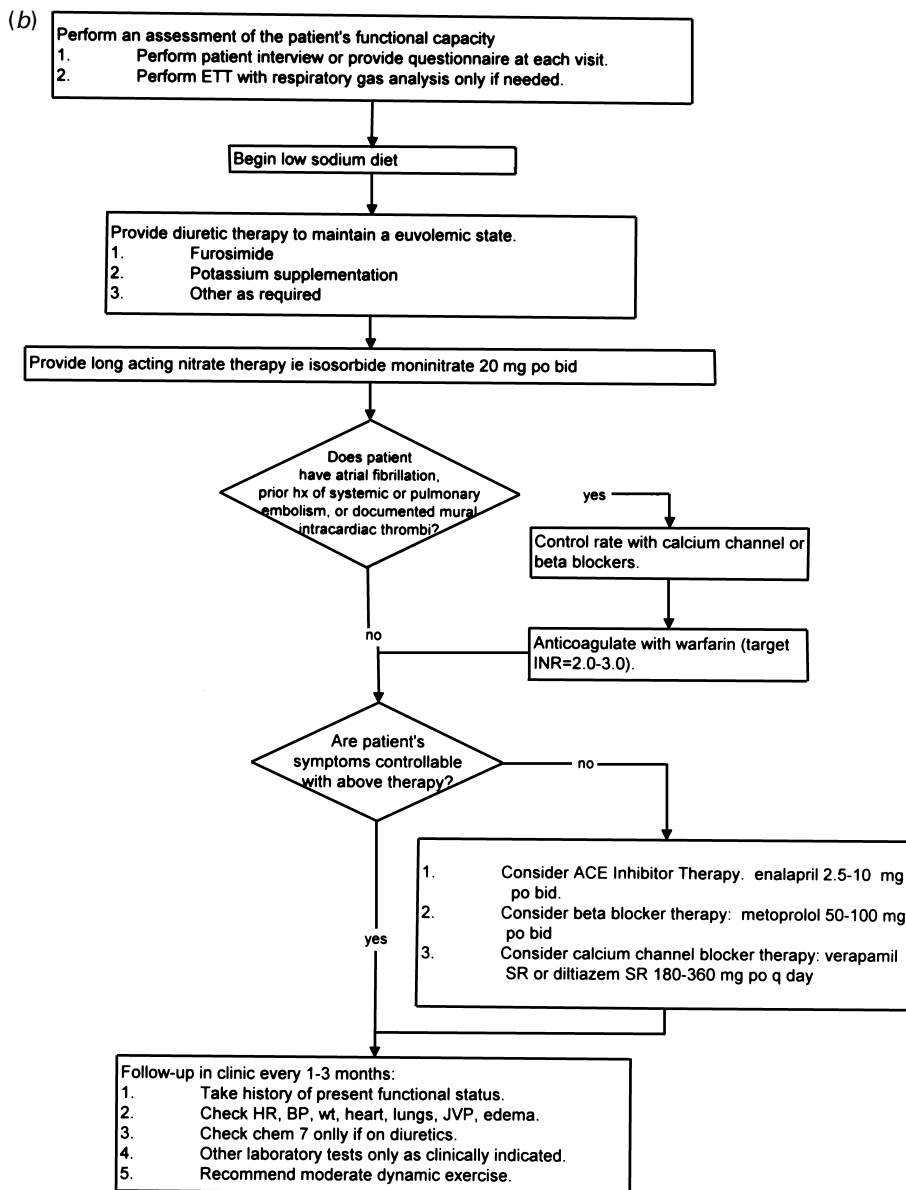 (b)
Perform an assessment of the patient's functional capacity
1. Perform patient interview or provide questionnaire at each visit.
2. Perform ETT with respiratory gas analysis only if needed.
Begin low sodium diet
Provide diuretic therapy to maintain a euvolemic state.
1. Furosimide
2. Potassium supplementation
3. Other as required
Provide long acting nitrate therapy ie isosorbide moninitrate 20 mg po bid
Does patient
have atrial fibrillation,
prior hx of systemic or pulmonary
embolism, or documented mural
intracardiac thrombi?
yes
Control rate with calcium channel or
beta blockers.
no
Anticoagulate with warfarin (target
INR=2.0-3.0).
Are patient's
symptoms controllable
with above therapy?
no
1. Consider ACE Inhibitor Therapy. enalapril 2.5-10 mg
po bid.
2. Consider beta blocker therapy: metoprolol 50-100 mg
po bid
3. Consider calcium channel blocker therapy: verapamil
SR or diltiazem SR 180-360 mg po q day
yes
Follow-up in clinic every 1-3 months:
1. Take history of present functional status.
2. Check HR, BP, wt, heart, lungs, JVP, edema.
3. Check chem 7 onlly if on diuretics.
4. Other laboratory tests only as clinically indicated.
5. Recommend moderate dynamic exercise.